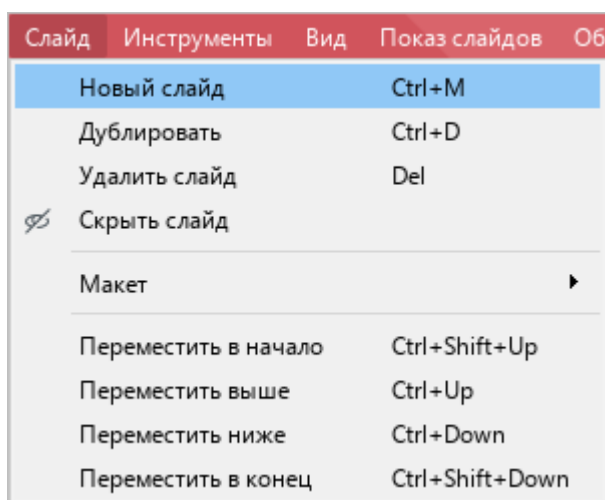 Слайд Инструменты Вид Показ слайдов Об
Новый слайд Ctrl+M
Дублировать Ctrl+D
Удалить слайд Del
Скрыть слайд
Макет
Переместить в начало Ctrl+Shift+Up
Переместить выше Ctrl+Up
Переместить ниже Ctrl+Down
Переместить в конец Ctrl+Shift+Down